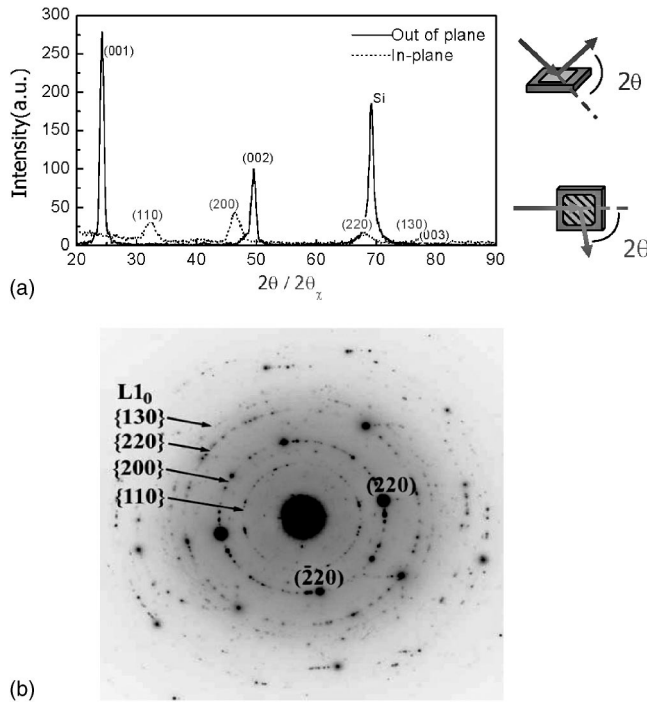 300
250
200
150
100
50
0
Intensity(a.u.)
(001)
Out of plane
In-plane
Si
(002)
(110)
(200)
(220)
(130)
(003)
20 30 40 50 60 70 80 90
2θ / 2θχ
2θ
2θ
(a)
L1₀
{130}
{220}
{200}
{110}
(220)
(2̄20)
(b)